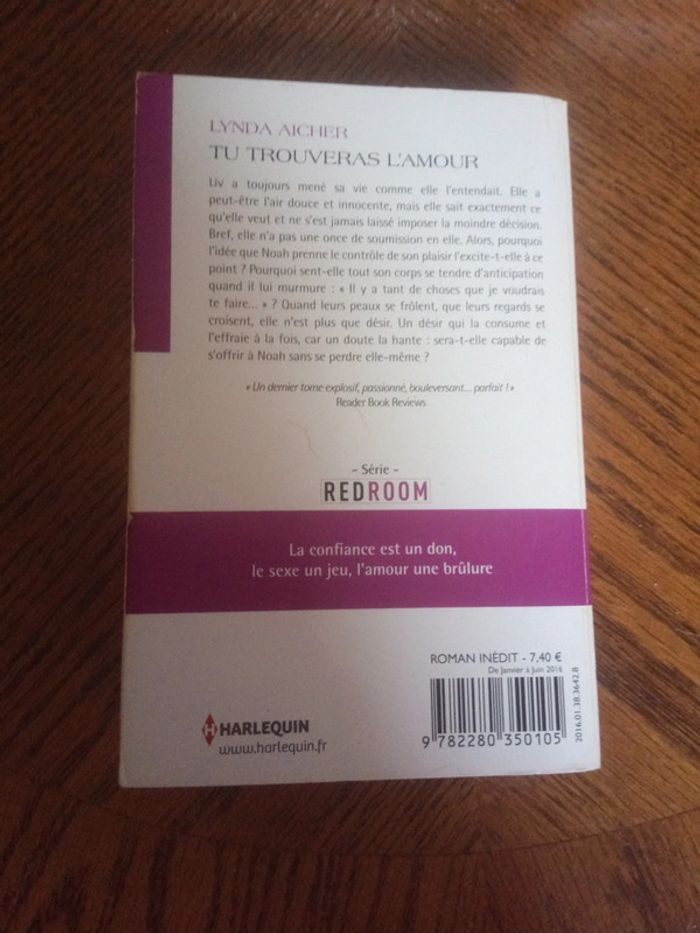 LYNDA AICHER
TU TROUVERAS L'AMOUR
Liv a toujours mené sa vie comme elle l'entendait. Elle a
peut-être l'air douce et innocente, mais elle sait exactement ce
qu'elle veut et ne s'est jamais laissé imposer la moindre décision.
Bref, elle n'a pas une once de soumission en elle. Alors, pourquoi
l'idée que Noah prenne le contrôle de son plaisir l'excite-t-elle à ce
point ? Pourquoi sent-elle tout son corps se tendre d'anticipation
quand il lui murmure : « Il y a tant de choses que je voudrais
te faire... » ? Quand leurs peaux se frôlent, que leurs regards se
croisent, elle n'est plus que désir. Un désir qui la consume et
l'effraie à la fois, car un doute la hante : sera-t-elle capable de
s'offrir à Noah sans se perdre elle-même ?
« Un dernier tome explosif, passionné, bouleversant... parfait ! »
Reader Book Reviews
- Série -
REDROOM
La confiance est un don,
le sexe un jeu, l'amour une brûlure
ROMAN INÉDIT - 7,40 €
De Janvier à Juin 2016
9 782280 350105
2016.01.38.3642.B
H HARLEQUIN
www.harlequin.fr